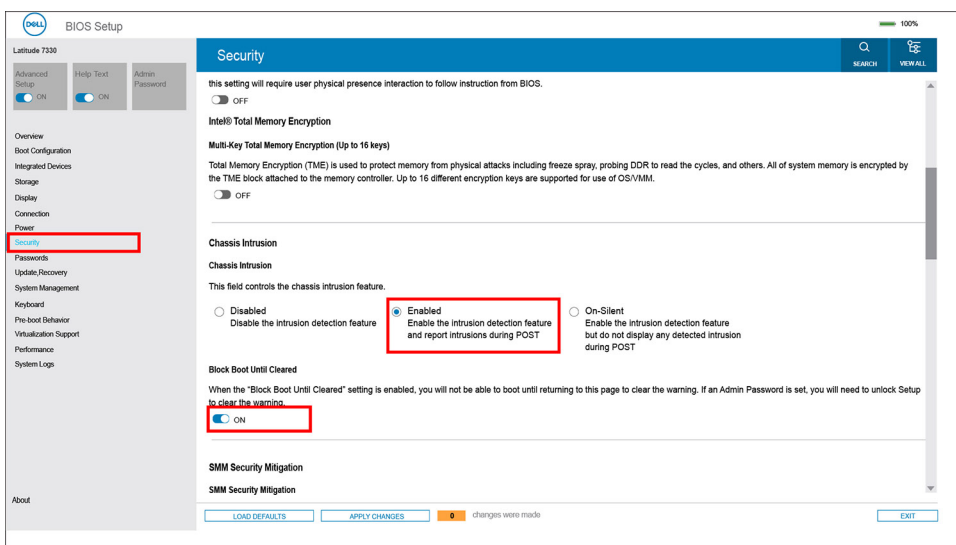 DELL
BIOS Setup
100%
Latitude 7330
Advanced
Setup
ON
Help Text
ON
Admin
Password
Overview
Boot Configuration
Integrated Devices
Storage
Display
Connection
Power
Security
Passwords
Update,Recovery
System Management
Keyboard
Pre-boot Behavior
Virtualization Support
Performance
System Logs
About
Security
SEARCH
VIEW ALL
this setting will require user physical presence interaction to follow instruction from BIOS.
OFF
Intel® Total Memory Encryption
Multi-Key Total Memory Encryption (Up to 16 keys)
Total Memory Encryption (TME) is used to protect memory from physical attacks including freeze spray, probing DDR to read the cycles, and others. All of system memory is encrypted by
the TME block attached to the memory controller. Up to 16 different encryption keys are supported for use of OS/VMM.
OFF
Chassis Intrusion
Chassis Intrusion
This field controls the chassis intrusion feature.
Disabled
Disable the intrusion detection feature
Enabled
Enable the intrusion detection feature
and report intrusions during POST
On-Silent
Enable the intrusion detection feature
but do not display any detected intrusion
during POST
Block Boot Until Cleared
When the “Block Boot Until Cleared” setting is enabled, you will not be able to boot until returning to this page to clear the warning. If an Admin Password is set, you will need to unlock Setup
to clear the warning.
ON
SMM Security Mitigation
SMM Security Mitigation
LOAD DEFAULTS
APPLY CHANGES
0
changes were made
EXIT